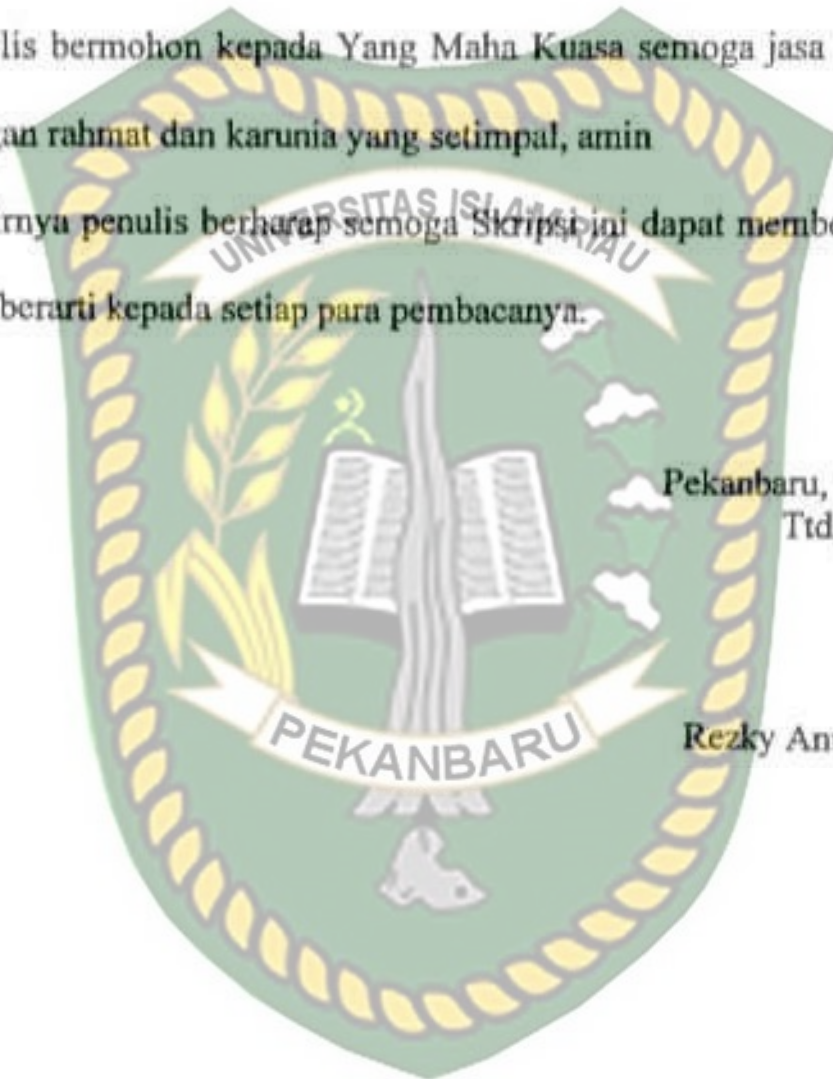 lis bermohon kepada Yang Maha Kuasa semoga jasa
an rahmat dan karunia yang setimpal, amin
UNIVERSITAS ISLAM RIAU
rnya penulis berharap semoga Skripsi ini dapat membe
berarti kepada setiap para pembacanya.
Pekanbaru,
Ttd
PEKANBARU
Rezky An